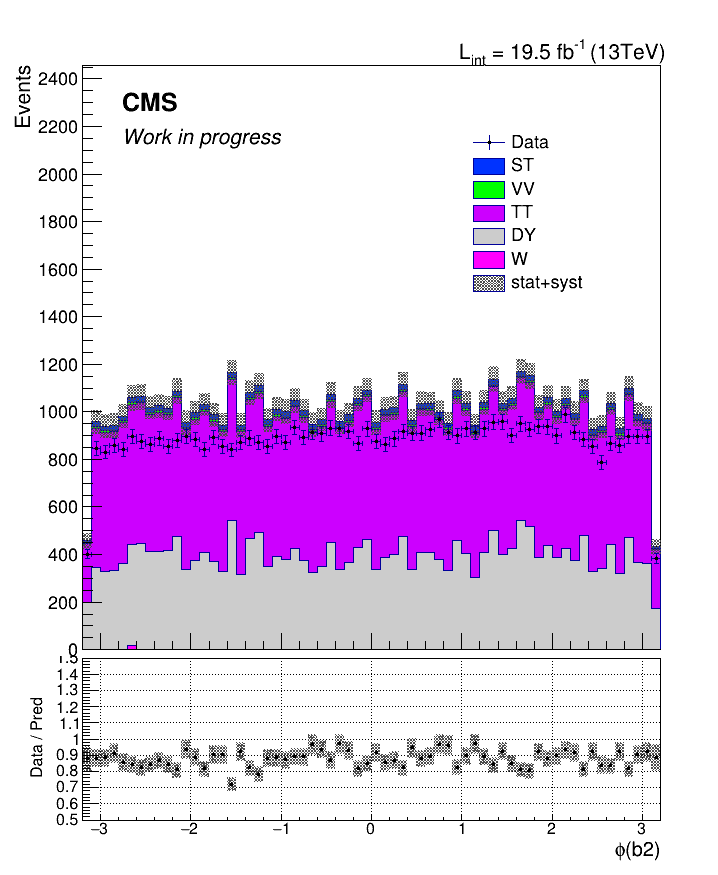 L_int = 19.5 fb^-1 (13TeV)
Events
2400
2200
2000
1800
1600
1400
1200
1000
800
600
400
200
0
CMS
Work in progress
Data
ST
VV
TT
DY
W
stat+syst
Data / Pred
1.5
1.4
1.3
1.2
1.1
1
0.9
0.8
0.7
0.6
0.5
−3 −2 −1 0 1 2 3
ϕ(b2)